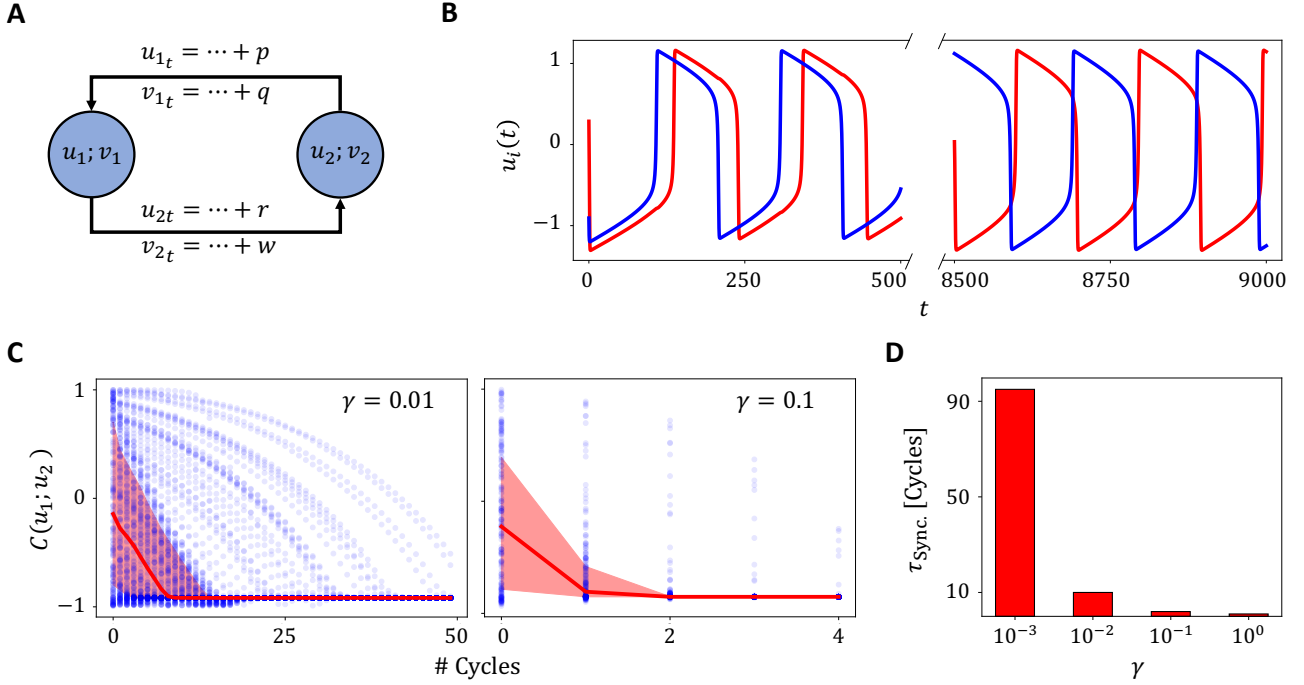 A
u₁ₜ = ⋯ + p
v₁ₜ = ⋯ + q
u₁; v₁
u₂; v₂
u₂ₜ = ⋯ + r
v₂ₜ = ⋯ + w
B
uᵢ(t)
1
0
−1
0
250
500
8500
8750
9000
t
C
C(u₁; u₂)
1
0
−1
γ = 0.01
0
25
50
γ = 0.1
0
2
4
# Cycles
D
τSync. [Cycles]
90
50
10
10⁻³
10⁻²
10⁻¹
10⁰
γ